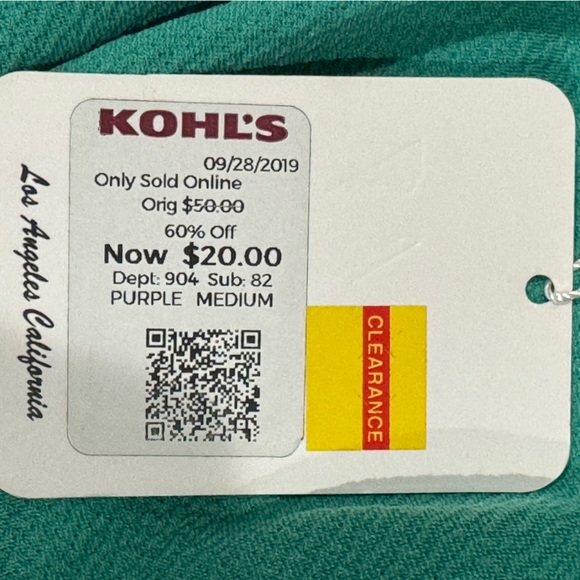 KOHL'S
09/28/2019
Only Sold Online
Orig $50.00
60% Off
Now $20.00
Dept: 904 Sub: 82
PURPLE MEDIUM
Los Angeles California
CLEARANCE